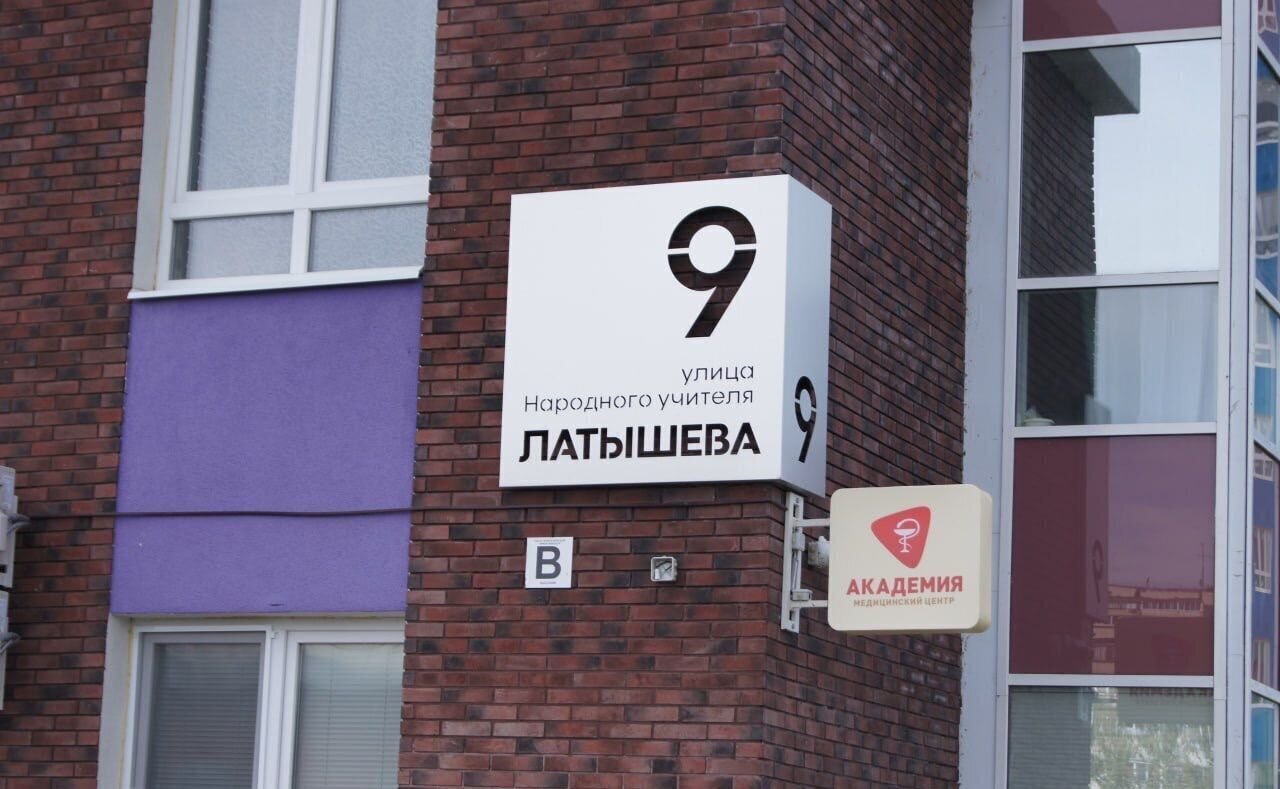 9
улица
Народного учителя
ЛАТЫШЕВА
9
В
АКАДЕМИЯ
МЕДИЦИНСКИЙ ЦЕНТР